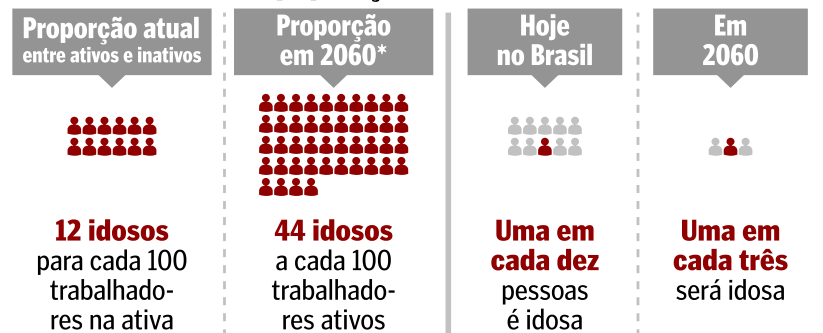 Proporção atual
entre ativos e inativos
12 idosos
para cada 100
trabalhado-
res na ativa
Proporção
em 2060*
44 idosos
a cada 100
trabalhado-
res ativos
Hoje
no Brasil
Uma em
cada dez
pessoas
é idosa
Em
2060
Uma em
cada três
será idosa